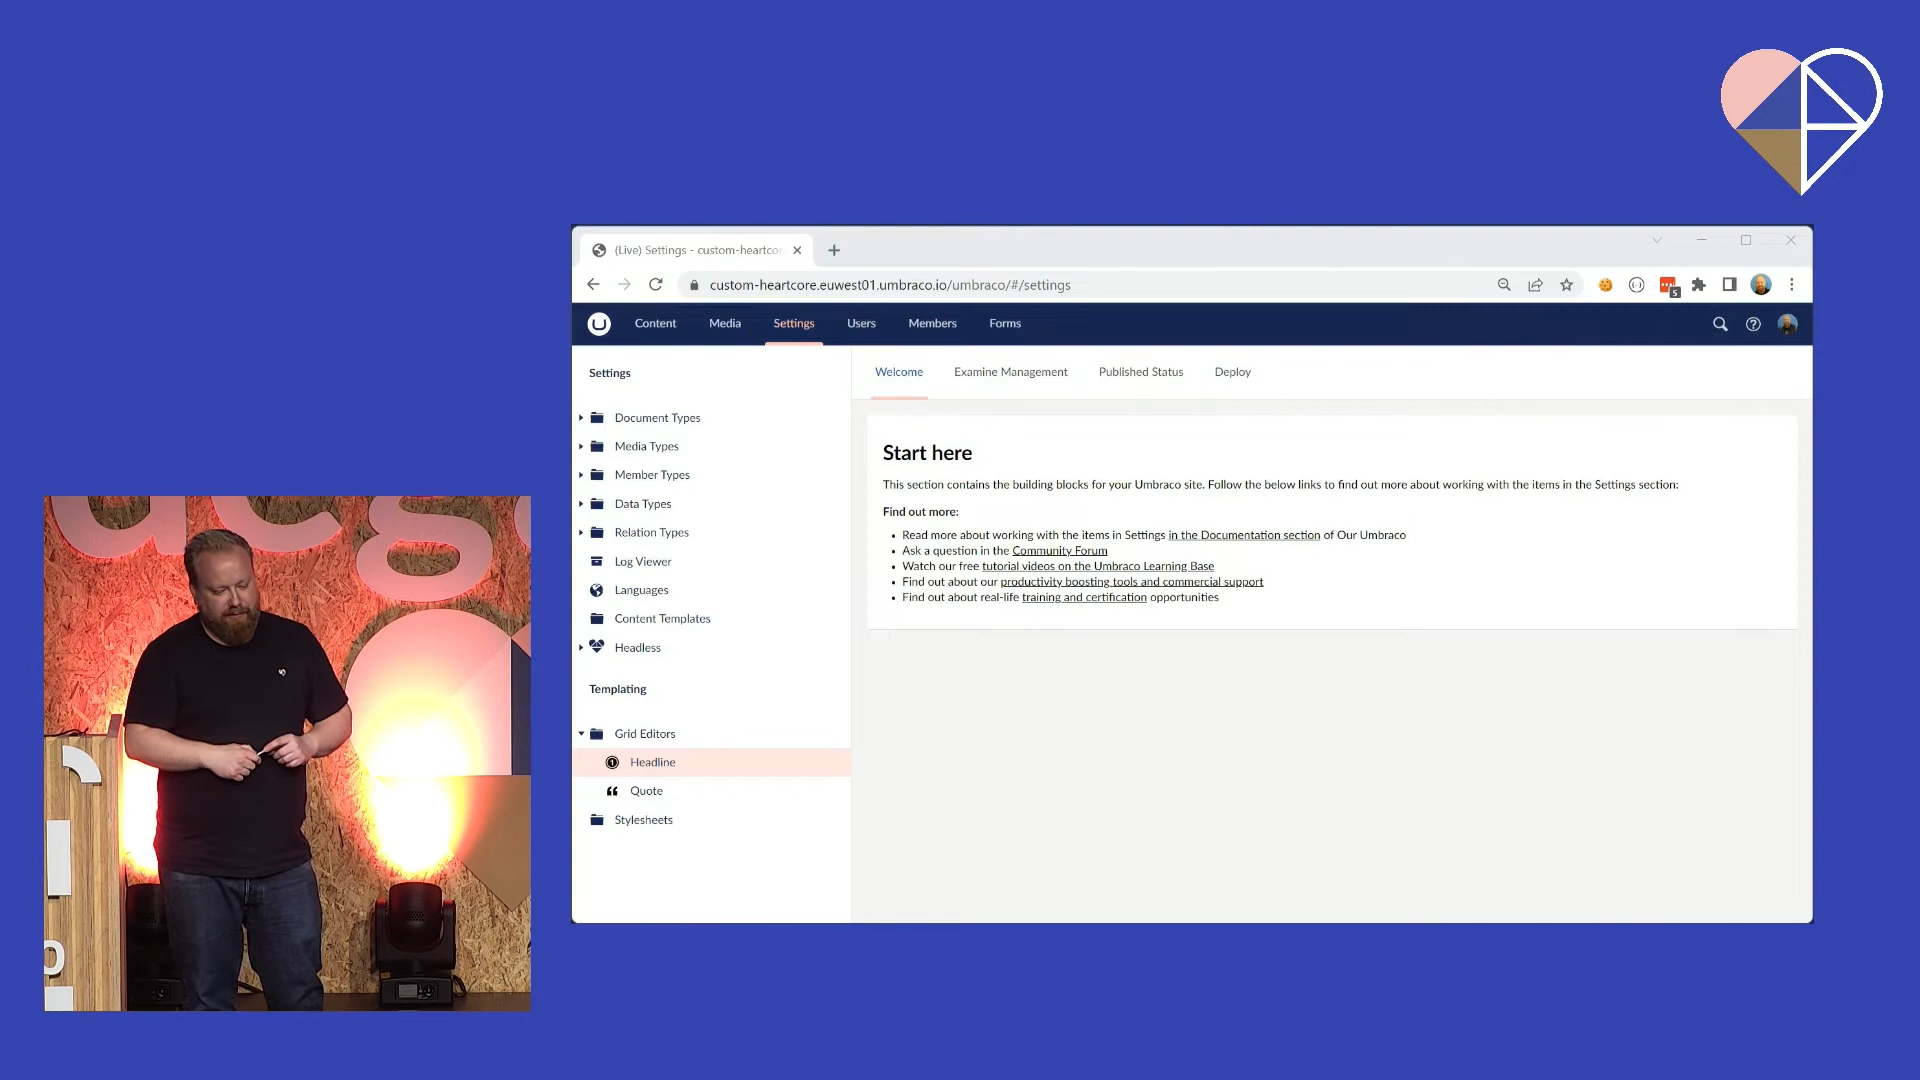 (Live) Settings - custom-heartcor
custom-heartcore.euwest01.umbraco.io/umbraco/#/settings
5
Content Media Settings Users Members Forms
Settings
Document Types
Media Types
Member Types
Data Types
Relation Types
Log Viewer
Languages
Content Templates
Headless
Templating
Grid Editors
Headline
Quote
Stylesheets
Welcome Examine Management Published Status Deploy
Start here
This section contains the building blocks for your Umbraco site. Follow the below links to find out more about working with the items in the Settings section:
Find out more:
Read more about working with the items in Settings in the Documentation section of Our Umbraco
Ask a question in the Community Forum
Watch our free tutorial videos on the Umbraco Learning Base
Find out about our productivity boosting tools and commercial support
Find out about real-life training and certification opportunities